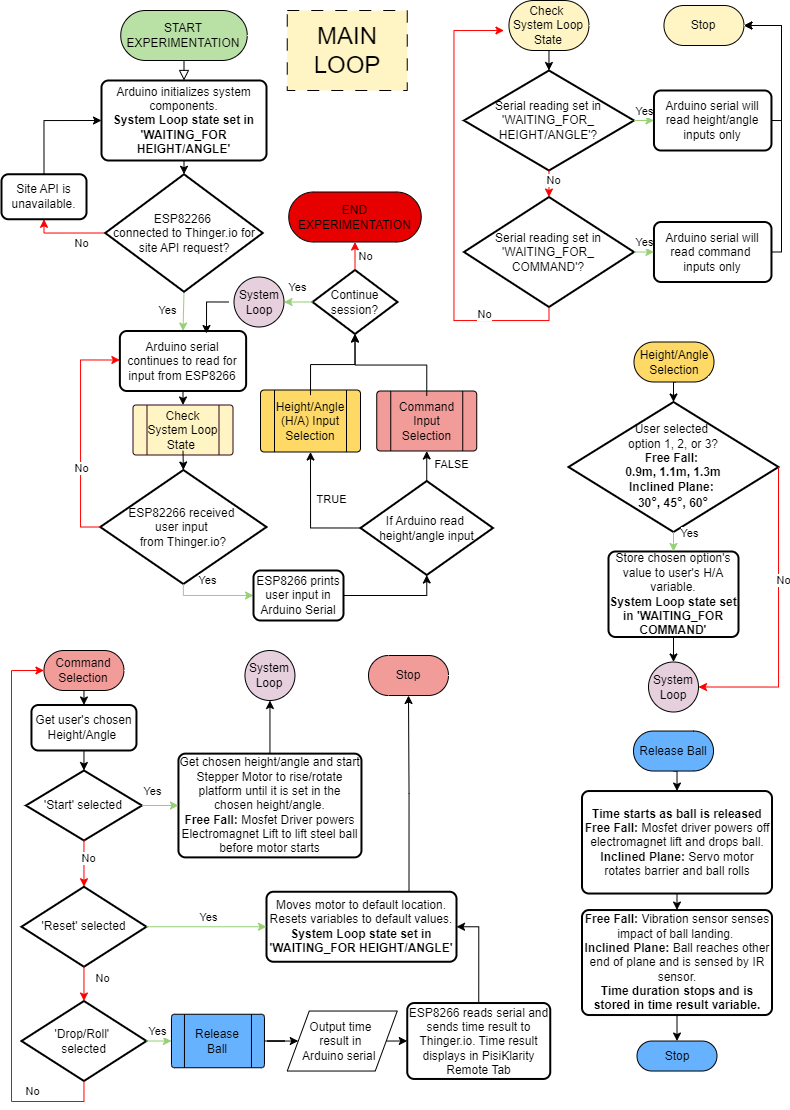 START
EXPERIMENTATION
MAIN
LOOP
Arduino initializes system
components.
System Loop state set in
'WAITING_FOR
HEIGHT/ANGLE'
Site API is
unavailable.
ESP82266
connected to Thinger.io for
site API request?
No
Yes
END
EXPERIMENTATION
No
Continue
session?
Yes
System
Loop
Arduino serial
continues to read for
input from ESP8266
Check
System Loop
State
No
ESP82266 received
user input
from Thinger.io?
Yes
ESP8266 prints
user input in
Arduino Serial
Height/Angle
(H/A) Input
Selection
Command
Input
Selection
TRUE
FALSE
If Arduino read
height/angle input
Check
System Loop
State
Stop
Serial reading set in
'WAITING_FOR_
HEIGHT/ANGLE'?
Yes
Arduino serial will
read height/angle
inputs only
No
Serial reading set in
'WAITING_FOR_
COMMAND'?
Yes
Arduino serial will
read command
inputs only
No
Height/Angle
Selection
User selected
option 1, 2, or 3?
Free Fall:
0.9m, 1.1m, 1.3m
Inclined Plane:
30°, 45°, 60°
Yes
No
Store chosen option's
value to user's H/A
variable.
System Loop state set
in 'WAITING_FOR
COMMAND'
System
Loop
Command
Selection
Get user's chosen
Height/Angle
'Start' selected
Yes
No
System
Loop
Get chosen height/angle and start
Stepper Motor to rise/rotate
platform until it is set in the
chosen height/angle.
Free Fall: Mosfet Driver powers
Electromagnet Lift to lift steel ball
before motor starts
Stop
'Reset' selected
Yes
No
Moves motor to default location.
Resets variables to default values.
System Loop state set in
'WAITING_FOR HEIGHT/ANGLE'
'Drop/Roll'
selected
Yes
No
Release
Ball
Output time
result in
Arduino serial
ESP8266 reads serial and
sends time result to
Thinger.io. Time result
displays in PisiKlarity
Remote Tab
Release Ball
Time starts as ball is released
Free Fall: Mosfet driver powers off
electromagnet lift and drops ball.
Inclined Plane: Servo motor
rotates barrier and ball rolls
Free Fall: Vibration sensor senses
impact of ball landing.
Inclined Plane: Ball reaches other
end of plane and is sensed by IR
sensor.
Time duration stops and is
stored in time result variable.
Stop